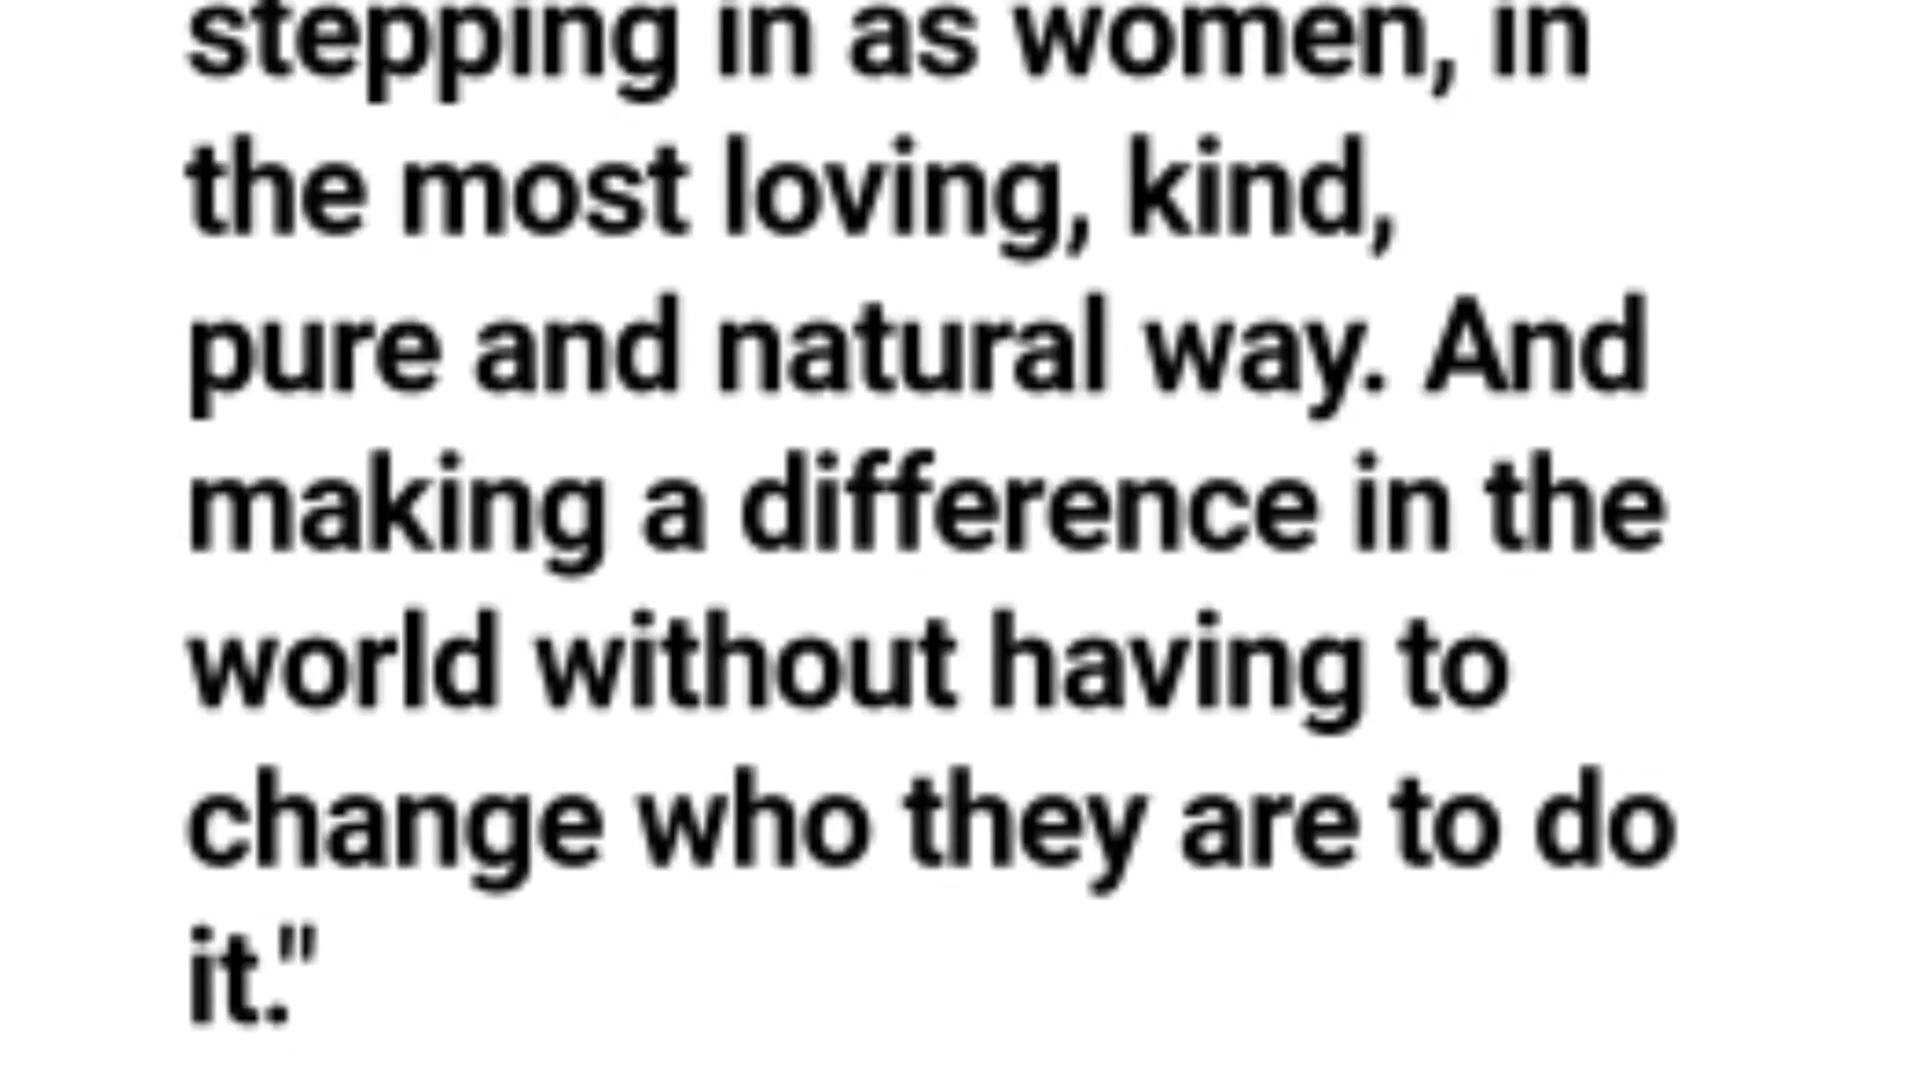 stepping in as women, in
the most loving, kind,
pure and natural way. And
making a difference in the
world without having to
change who they are to do
it."